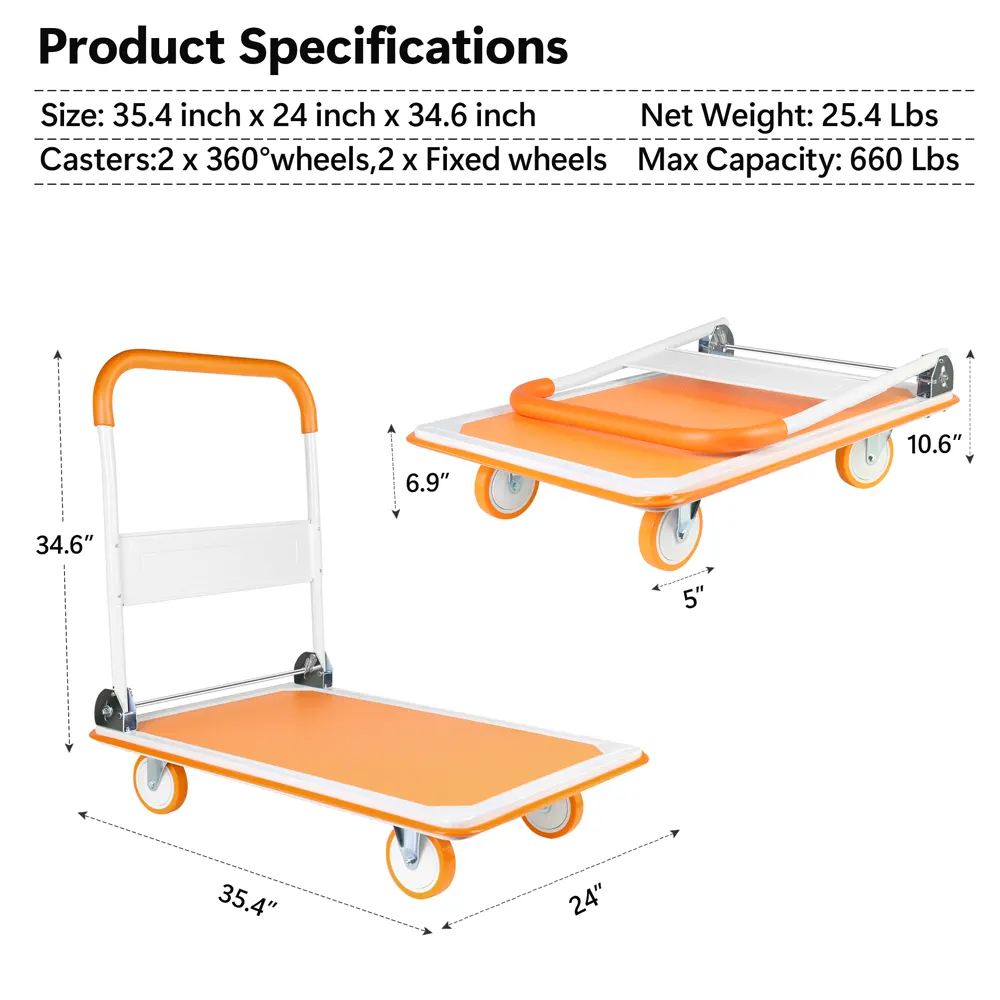 Product Specifications
Size: 35.4 inch x 24 inch x 34.6 inch Net Weight: 25.4 Lbs
Casters:2 x 360°wheels,2 x Fixed wheels Max Capacity: 660 Lbs
34.6”
6.9”
10.6”
5”
35.4”
24”